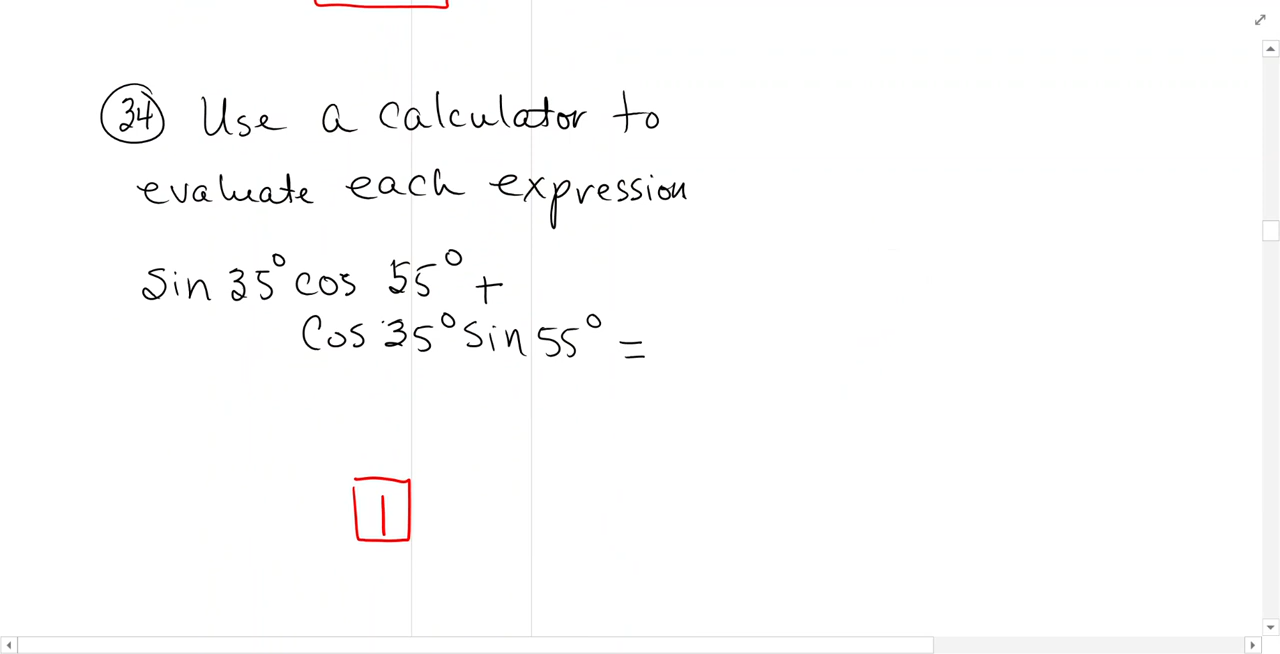 34 Use a calculator to
evaluate each expression
Sin 35° cos 55° +
Cos 35° Sin 55° =
1